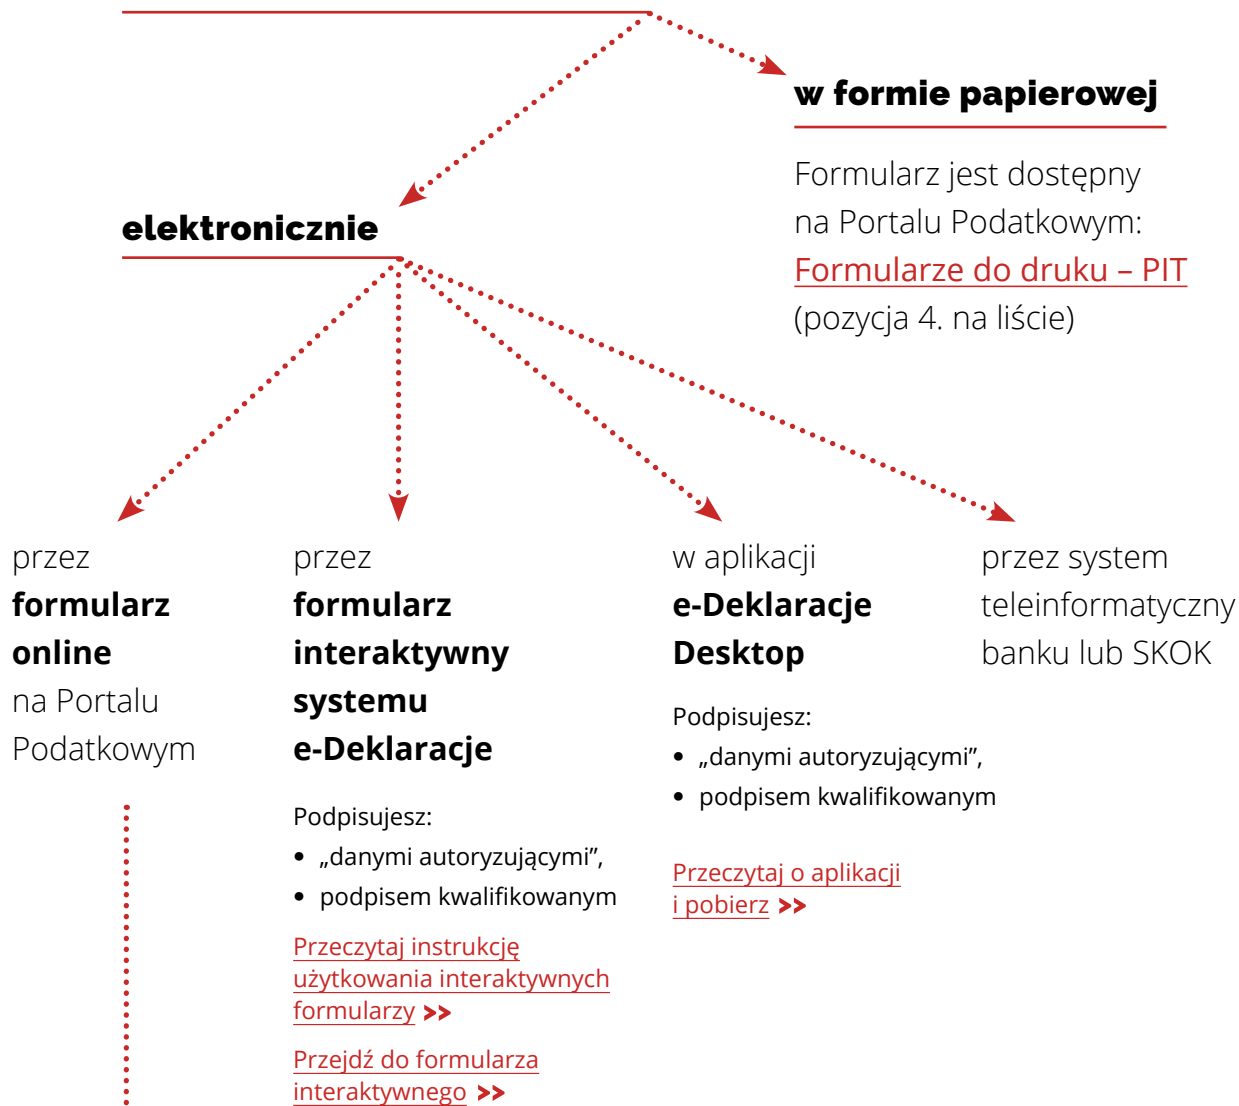 w formie papierowej
Formularz jest dostępny
na Portalu Podatkowym:
Formularze do druku – PIT
(pozycja 4. na liście)
elektronicznie
przez
formularz
online
na Portalu
Podatkowym
przez
formularz
interaktywny
systemu
e-Deklaracje
Podpisujesz:
• „danymi autoryzującymi”,
• podpisem kwalifikowanym
Przeczytaj instrukcję
użytkowania interaktywnych
formularzy >>
Przejdź do formularza
interaktywnego >>
w aplikacji
e-Deklaracje
Desktop
Podpisujesz:
• „danymi autoryzującymi”,
• podpisem kwalifikowanym
Przeczytaj o aplikacji
i pobierz >>
przez system
teleinformatyczny
banku lub SKOK